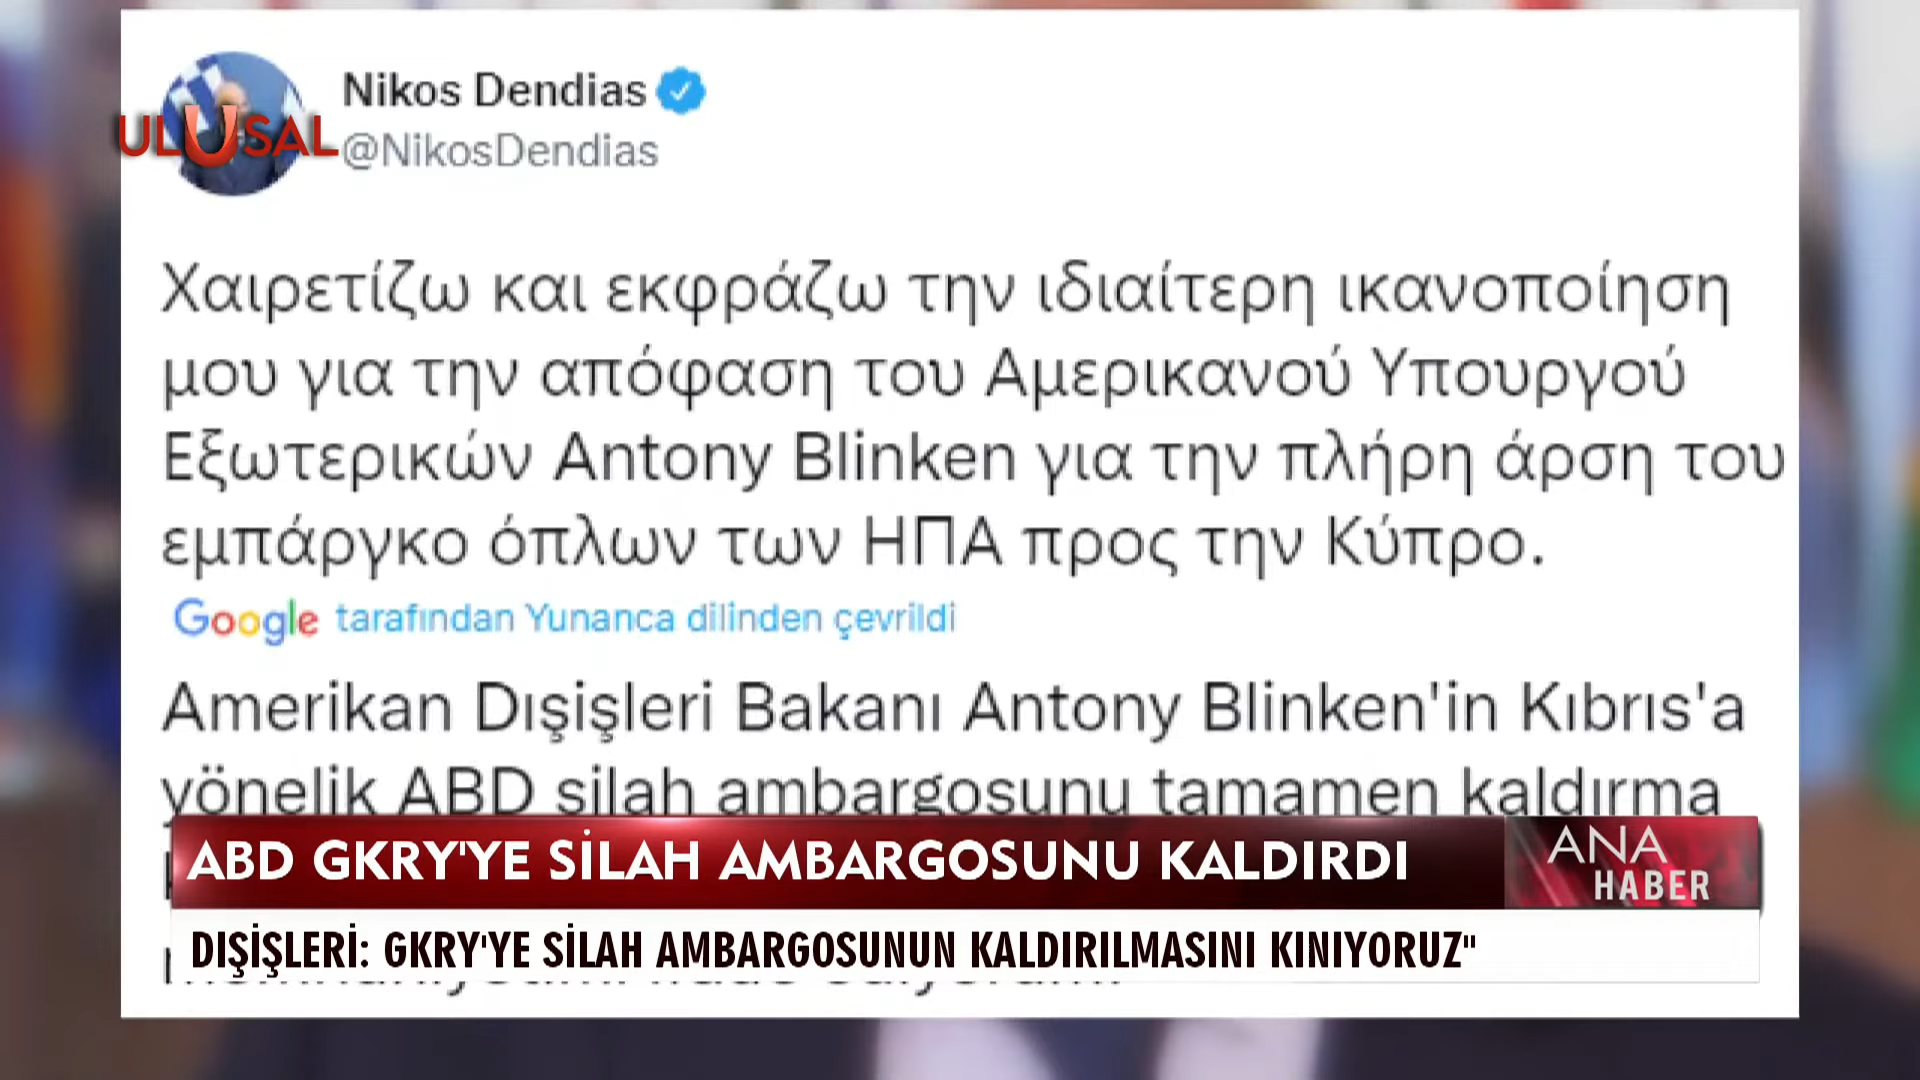 Nikos Dendias
ULUSAL
@NikosDendias
Χαιρετίζω και εκφράζω την ιδιαίτερη ικανοποίηση
μου για την απόφαση του Αμερικανού Υπουργού
Εξωτερικών Antony Blinken για την πλήρη άρση του
εμπάργκο όπλων των ΗΠΑ προς την Κύπρο.
Google tarafından Yunanca dilinden çevrildi
Amerikan Dışişleri Bakanı Antony Blinken'in Kıbrıs'a
yönelik ABD silah ambargosunu tamamen kaldırma
ABD GKRY'YE SİLAH AMBARGOSUNU KALDIRDI
ANA
HABER
DIŞİŞLERİ: GKRY'YE SİLAH AMBARGOSUNUN KALDIRILMASINI KINIYORUZ"